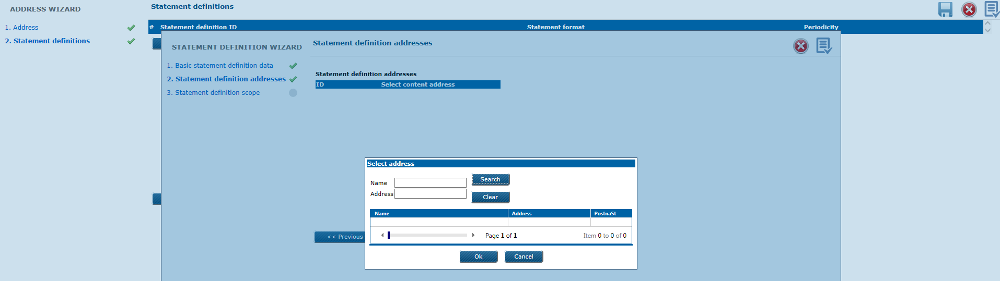 ADDRESS WIZARD
1. Address
2. Statement definitions
Statement definitions
# Statement definition ID Statement format Periodicity
STATEMENT DEFINITION WIZARD
1. Basic statement definition data
2. Statement definition addresses
3. Statement definition scope
Statement definition addresses
Statement definition addresses
ID Select content address
<< Previous
Select address
Name
Search
Address
Clear
Name Address PostnaSt
Page 1 of 1 Item 0 to 0 of 0
Ok Cancel